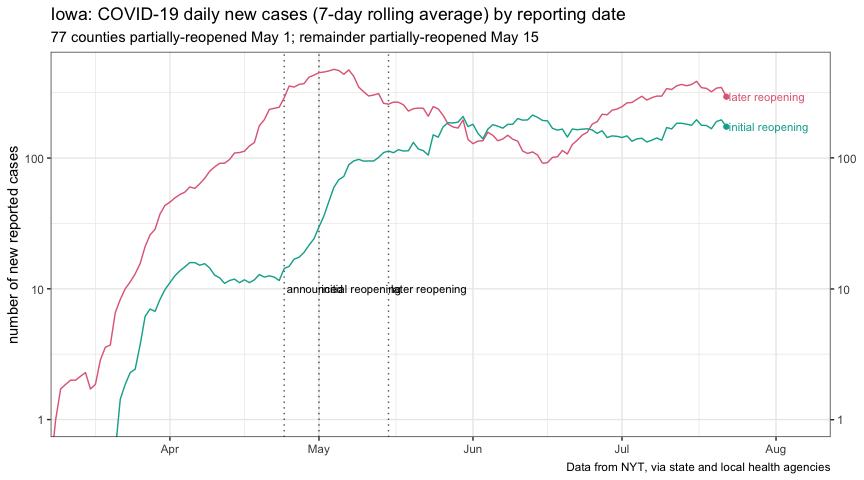 Iowa: COVID-19 daily new cases (7-day rolling average) by reporting date
77 counties partially-reopened May 1; remainder partially-reopened May 15
number of new reported cases
100
10
1
100
10
1
later reopening
initial reopening
announced
initial reopening
later reopening
Apr
May
Jun
Jul
Aug
Data from NYT, via state and local health agencies